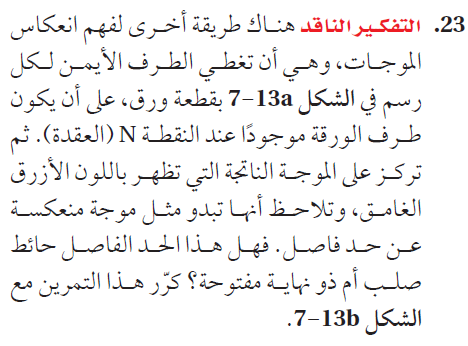 23. التفكير الناقد هناك طريقة أخرى لفهم انعكاس
الموجات، وهي أن تغطي الطرف الأيمن لكل
رسم في الشكل 7-13a بقطعة ورق، على أن يكون
طرف الورقة موجودًا عند النقطة N (العقدة). ثم
تركز على الموجة الناتجة التي تظهر باللون الأزرق
الغامق، وتلاحظ أنها تبدو مثل موجة منعكسة
عن حد فاصل. فهل هذا الحد الفاصل حائط
صلب أم ذو نهاية مفتوحة؟ كرّر هذا التمرين مع
الشكل 7-13b.